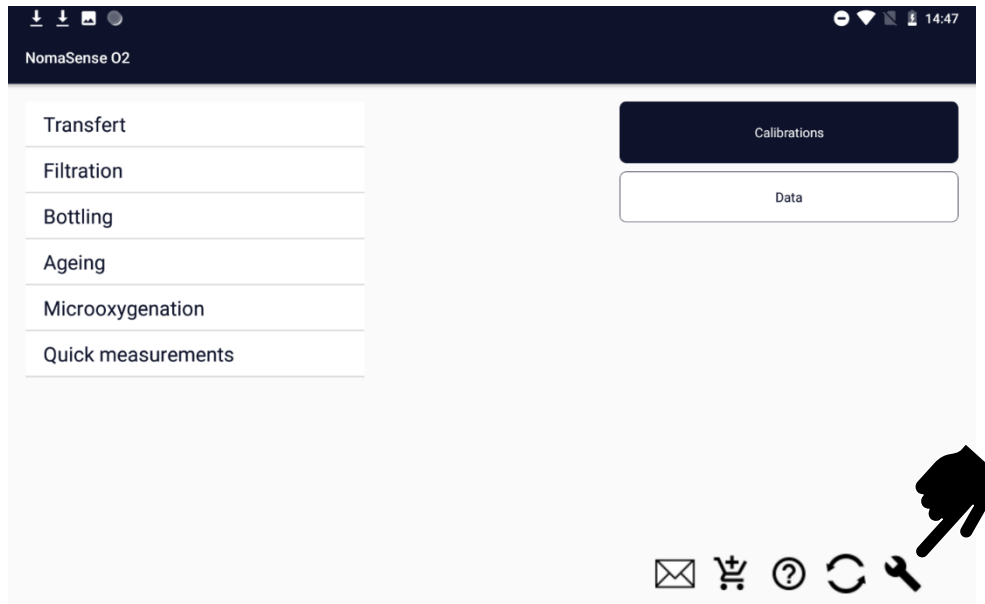 14:47
NomaSense O2
Transfert
Filtration
Bottling
Ageing
Microoxygenation
Quick measurements
Calibrations
Data